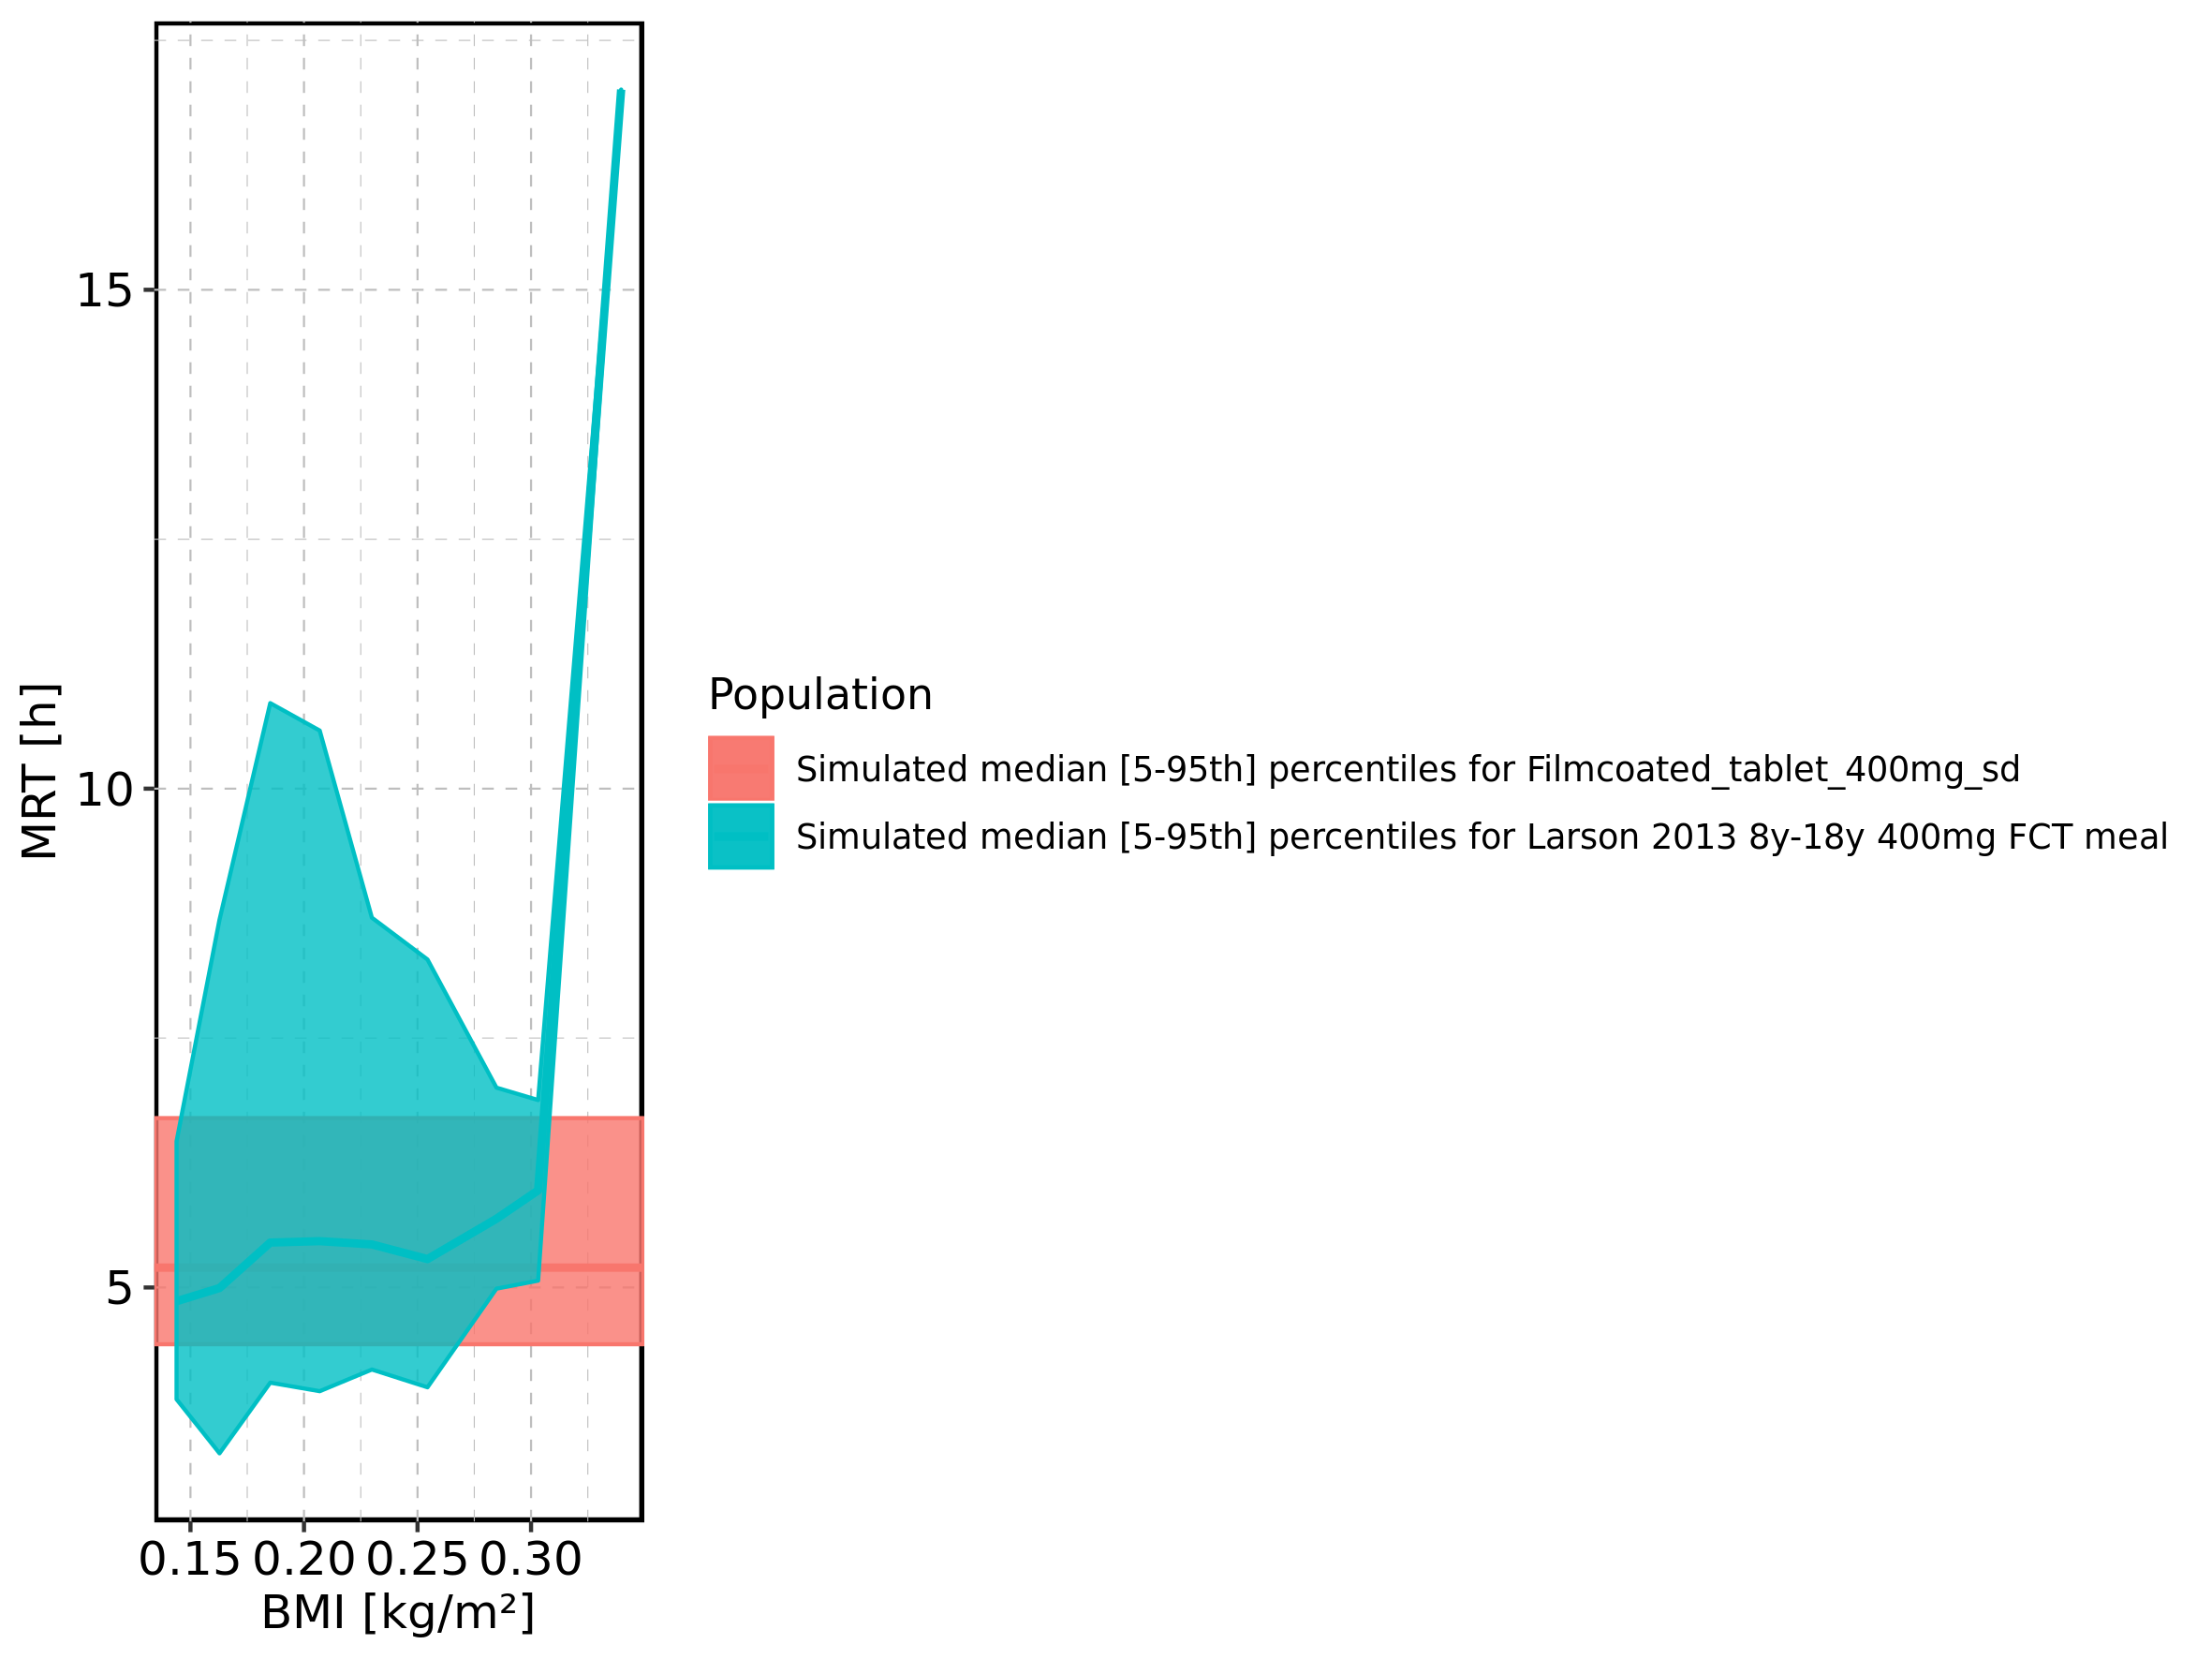 15
10
5
MRT [h]
0.15 0.20 0.25 0.30
BMI [kg/m²]
Population
Simulated median [5-95th] percentiles for Filmcoated_tablet_400mg_sd
Simulated median [5-95th] percentiles for Larson 2013 8y-18y 400mg FCT meal